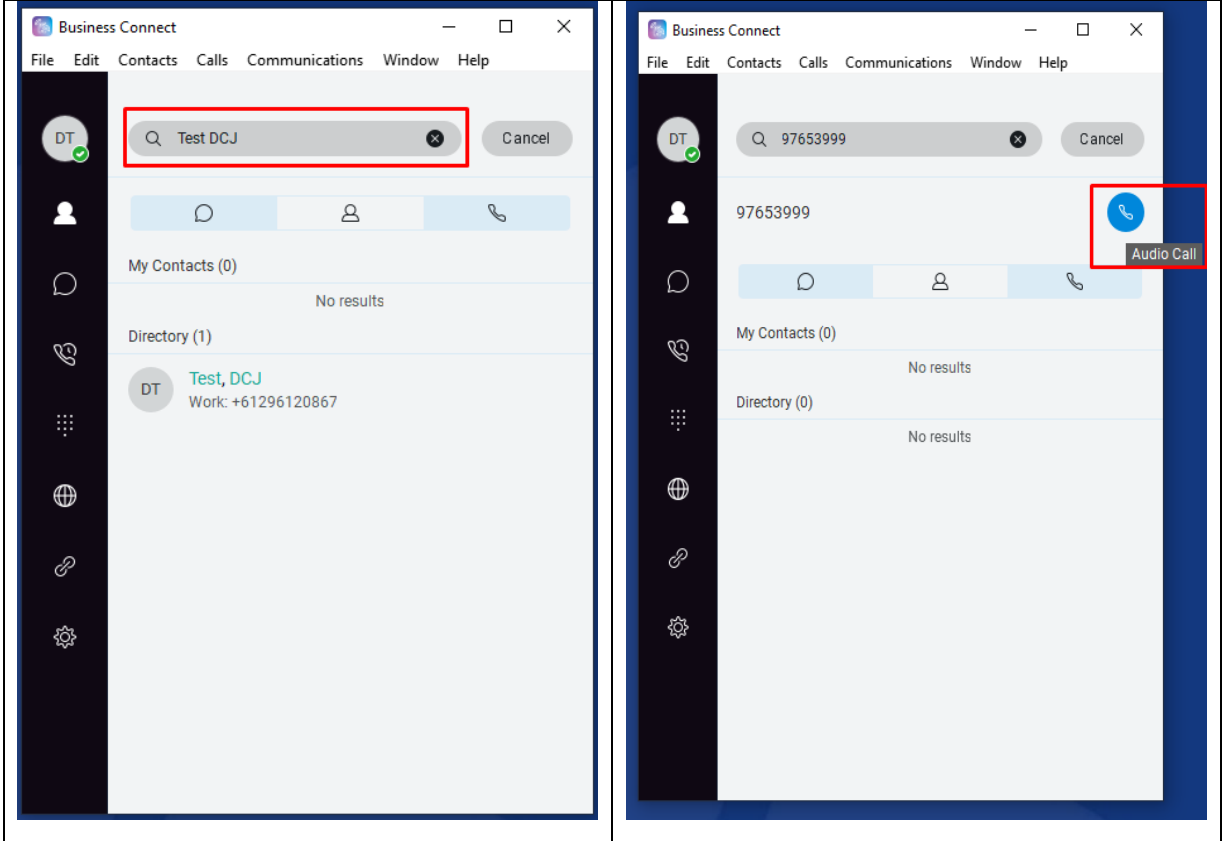 Business Connect
File Edit Contacts Calls Communications Window Help
DT
Test DCJ
Cancel
My Contacts (0)
No results
Directory (1)
DT
Test, DCJ
Work: +61296120867
Business Connect
File Edit Contacts Calls Communications Window Help
DT
97653999
Cancel
97653999
Audio Call
My Contacts (0)
No results
Directory (0)
No results